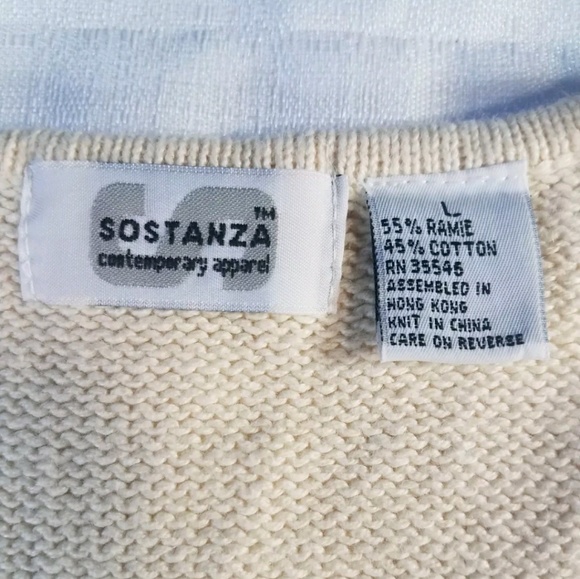 SOSTANZA™
contemporary apparel
L
55% RAMIE
45% COTTON
RN 35546
ASSEMBLED IN
HONG KONG
KNIT IN CHINA
CARE ON REVERSE